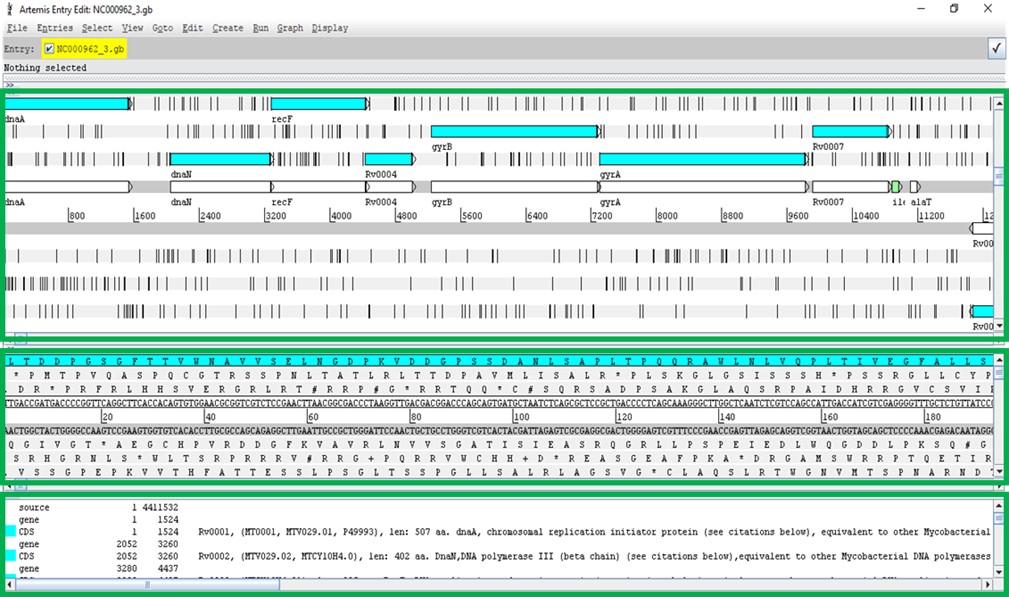 Artemis Entry Edit: NC000962_3.gb
File Entries Select View Goto Edit Create Run Graph Display
Entry: NC000962_3.gb
Nothing selected
dnaA recF
gyrB Rv0007
dnaN Rv0004 gyrA
dnaA dnaN recF Rv0004 gyrB gyrA Rv0007 alaT
800 1600 2400 3200 4000 4800 5600 6400 7200 8000 8800 9600 10400 11200 12
Rv00
Rv00
L T D D P G S G F T T V W N A V V S E L N G D P K V D D G P S S D A N L S A P L T P Q Q R A W L N L V Q P L T I V E G F A L L S
* P M T P V Q A S P Q C G T R S S P N L T A T L R L T T D P A V M L I S A L R * P L S K G L G S I S S S H * P S S R G L L C Y P
D R * P R F R L H H S V E R G R L R T # R R P # G * R R T Q Q * C # S Q R S A D P S A K G L A Q S R P A I D H R R G V C S V I
20 40 60 80 100 120 140 160 180
Q G I V G T * A E G C H P V R D D G F K V A V R L N V V S G A T I S I E A S R Q G L L S P E I E D L W Q G D D L P K S Q # G
S R H G R N L S * W L T S R P R R R V # R R G + P Q R R V W C H H + D * R E A S G E A F P K A * D R G A M S W R R P T Q E T I R
V S S G P E P K V V T H F A T T E S S L P S G L T S S P G L L S A L R L A G S V G * C L A Q S L R T W G N V M T S P N A R N D
source 1 4411532
gene 1 1524
CDS 1 1524 Rv0001, (MT0001, MTV029.01, P49993), len: 507 aa. dnaA, chromosomal replication initiator protein (see citations below), equivalent to other Mycobacterial
gene 2052 3260
CDS 2052 3260 Rv0002, (MTV029.02, MTCY10H4.0), len: 402 aa. DnaN,DNA polymerase III (beta chain) (see citations below),equivalent to other Mycobacterial DNA polymerases
gene 3280 4437